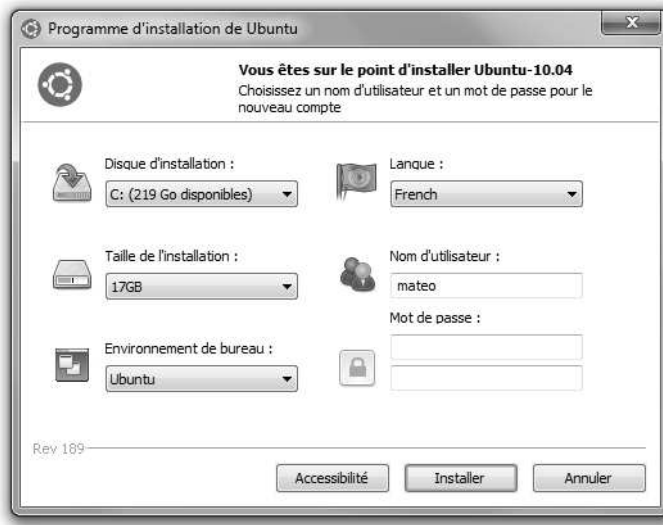 Programme d'installation de Ubuntu
Vous êtes sur le point d'installer Ubuntu-10.04
Choisissez un nom d'utilisateur et un mot de passe pour le
nouveau compte
Disque d'installation :
C: (219 Go disponibles)
Langue :
French
Taille de l'installation :
17GB
Nom d'utilisateur :
mateo
Mot de passe :
Environnement de bureau :
Ubuntu
Rev 189
Accessibilité
Installer
Annuler